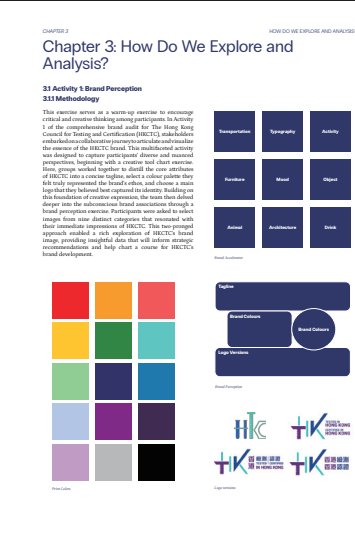 CHAPTER 3
HOW DO WE EXPLORE AND ANALYSIS
Chapter 3: How Do We Explore and
Analysis?
3.1 Activity 1: Brand Perception
3.1.1 Methodology
This exercise serves as a warm-up exercise to encourage
critical and creative thinking among participants. In Activity
1 of the comprehensive brand audit for The Hong Kong
Council for Testing and Certification (HKCTC), stakeholders
embarked on a collaborative journey to articulate and visualize
the essence of the HKCTC brand. This multifaceted activity
was designed to capture participants' diverse and nuanced
perspectives, beginning with a creative tool chart exercise.
Here, groups worked together to distill the core attributes
of HKCTC into a concise tagline, select a colour palette they
felt truly represented the brand's ethos, and choose a main
logo that they believed best captured its identity. Building on
this foundation of creative expression, the team then delved
deeper into the subconscious brand associations through a
brand perception exercise. Participants were asked to select
images from nine distinct categories that resonated with
their immediate impressions of HKCTC. This two-pronged
approach enabled a rich exploration of HKCTC's brand
image, providing insightful data that will inform strategic
recommendations and help chart a course for HKCTC's
brand development.
Transportation
Typography
Activity
Furniture
Mood
Object
Animal
Architecture
Drink
Tagline
Brand Colours
Brand Colours
Logo Versions
Brand Perception
HKC
TESTED IN
HONG KONG
HONG KONG
IN HONG KONG
Print Colors
Logo versions